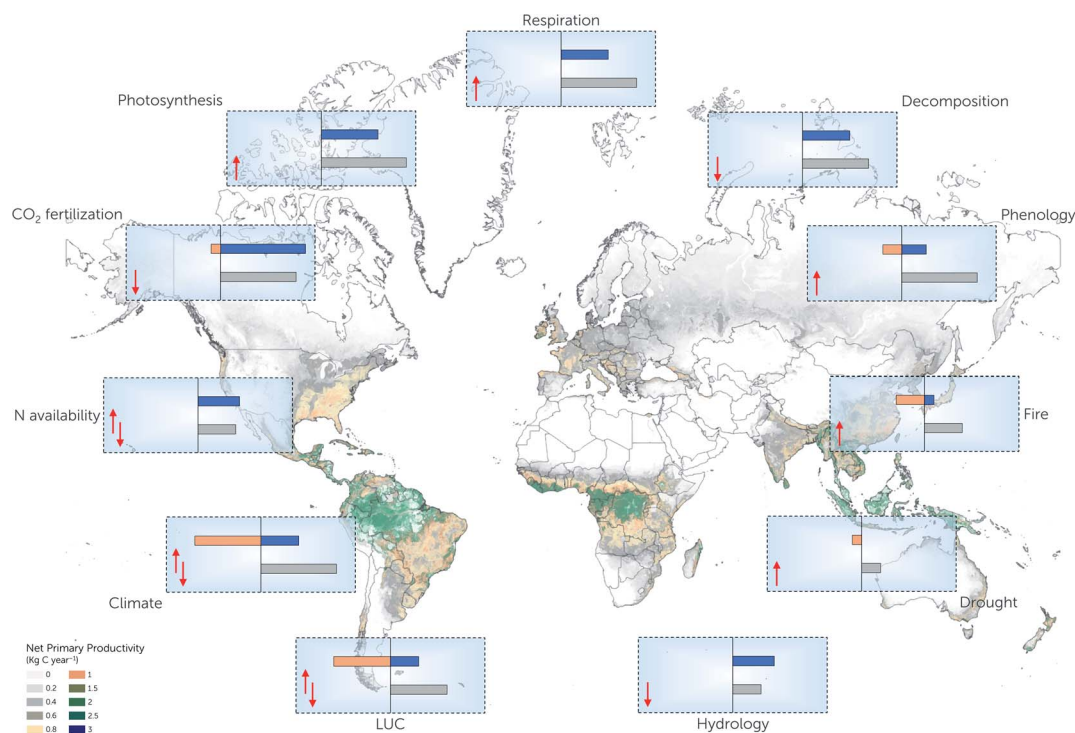 Respiration
Photosynthesis
Decomposition
CO₂ fertilization
Phenology
N availability
Fire
Climate
Drought
LUC
Hydrology
Net Primary Productivity
(Kg C year⁻¹)
0 1
0.2 1.5
0.4 2
0.6 2.5
0.8 3